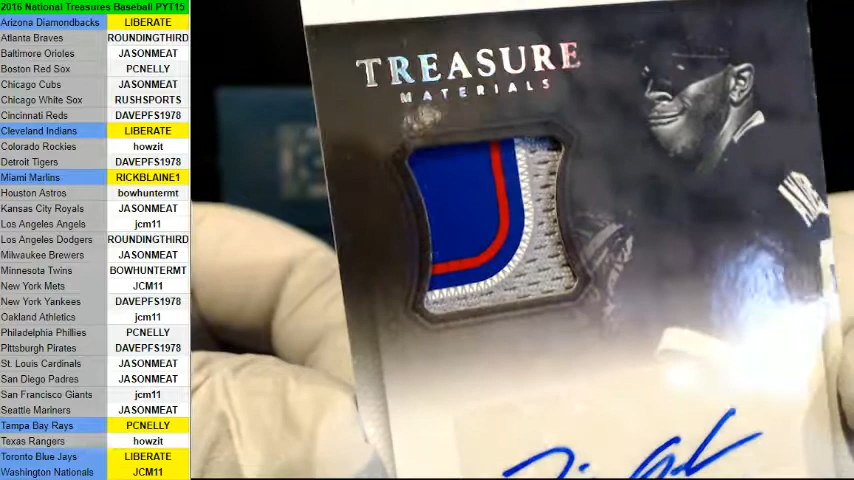 2016 National Treasures Baseball PYT15
Arizona Diamondbacks LIBERATE
Atlanta Braves ROUNDINGTHIRD
Baltimore Orioles JASONMEAT
Boston Red Sox PCNELLY
Chicago Cubs JASONMEAT
Chicago White Sox RUSHSPORTS
Cincinnati Reds DAVEPFS1978
Cleveland Indians LIBERATE
Colorado Rockies howzit
Detroit Tigers DAVEPFS1978
Miami Marlins RICKBLAINE1
Houston Astros bowhuntermt
Kansas City Royals JASONMEAT
Los Angeles Angels jcm11
Los Angeles Dodgers ROUNDINGTHIRD
Milwaukee Brewers JASONMEAT
Minnesota Twins BOWHUNTERMT
New York Mets JCM11
New York Yankees DAVEPFS1978
Oakland Athletics jcm11
Philadelphia Phillies PCNELLY
Pittsburgh Pirates DAVEPFS1978
St. Louis Cardinals JASONMEAT
San Diego Padres JASONMEAT
San Francisco Giants jcm11
Seattle Mariners JASONMEAT
Tampa Bay Rays PCNELLY
Texas Rangers howzit
Toronto Blue Jays LIBERATE
Washington Nationals JCM11
TREASURE
MATERIALS